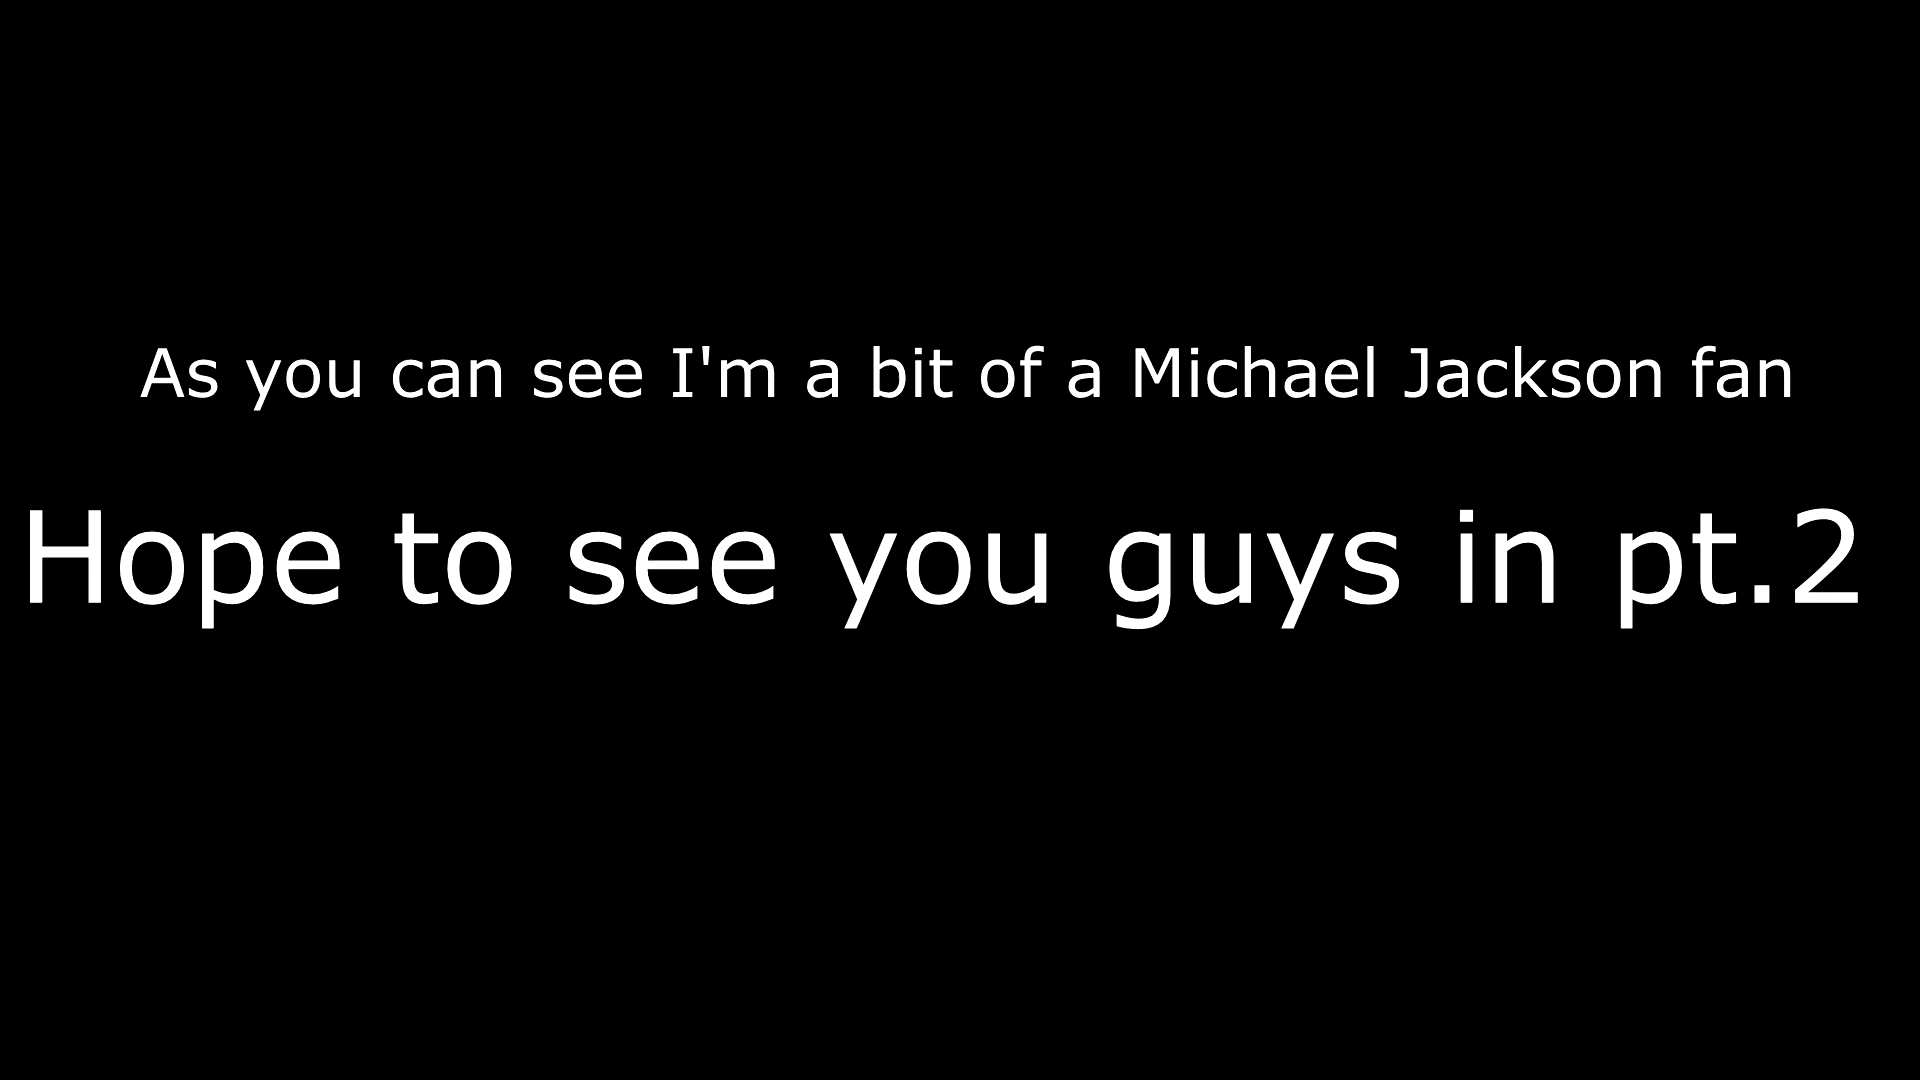 As you can see I'm a bit of a Michael Jackson fan
Hope to see you guys in pt.2